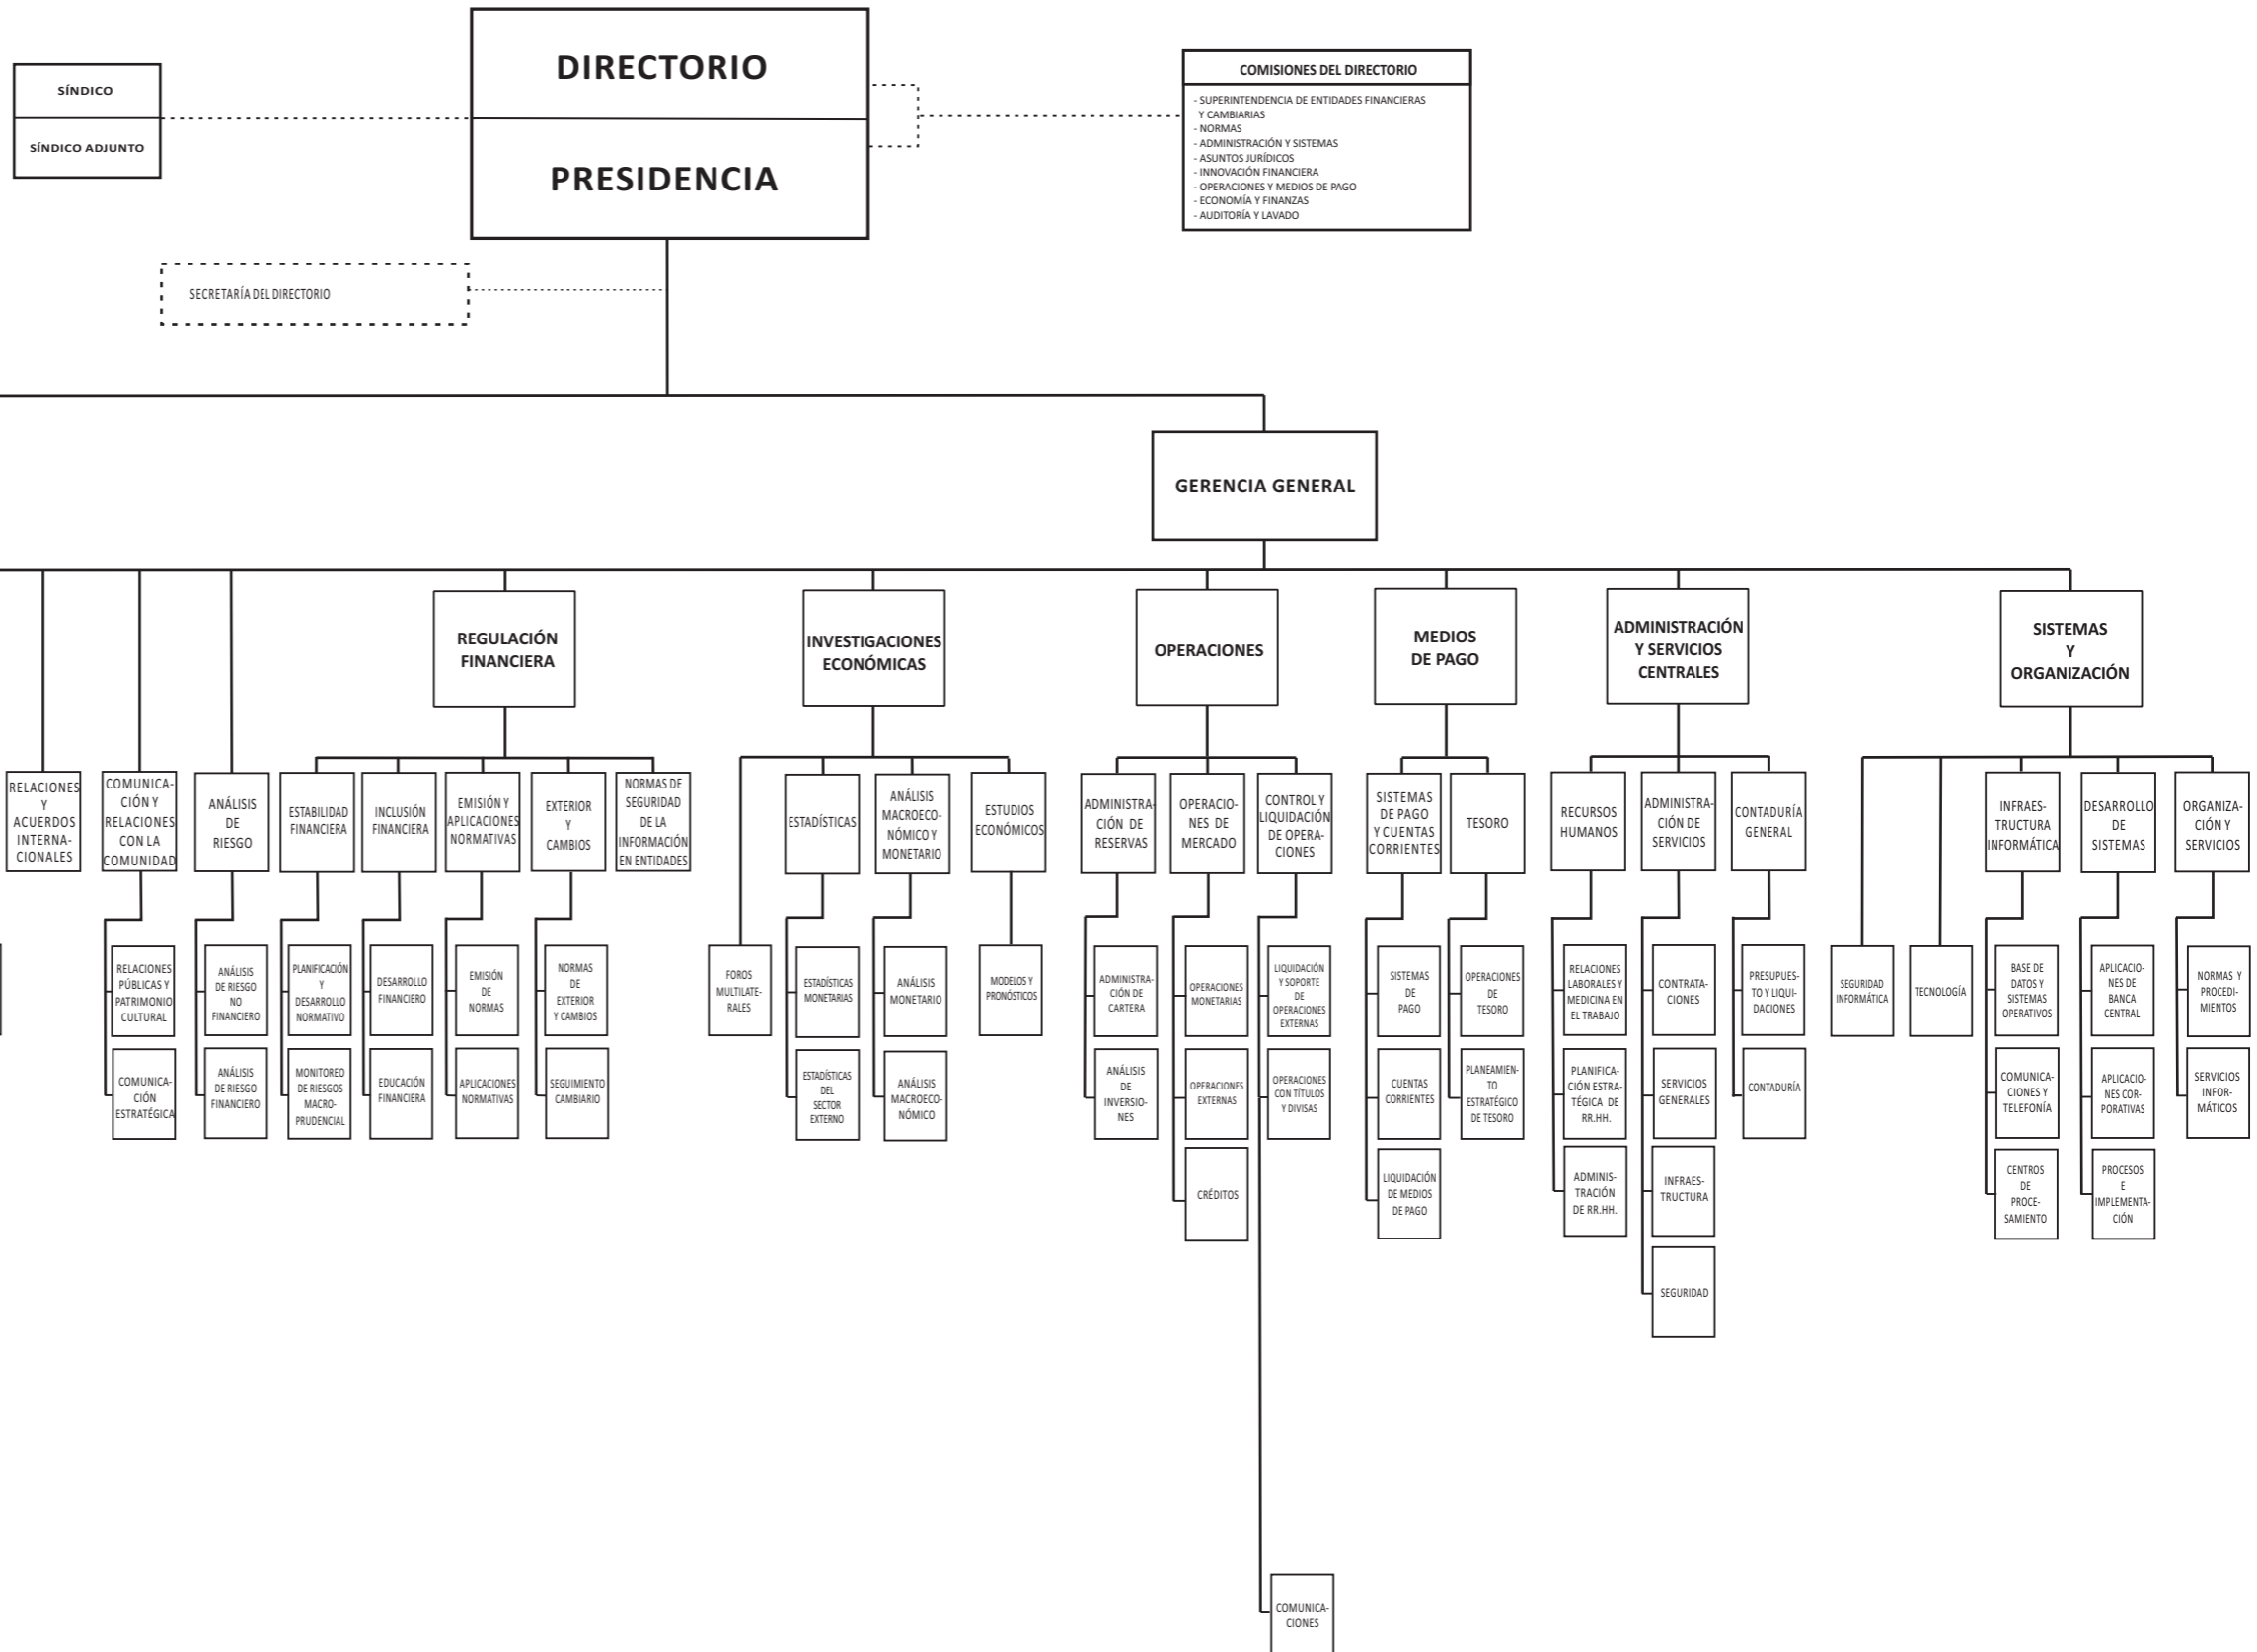 DIRECTORIO
PRESIDENCIA
SÍNDICO
SÍNDICO ADJUNTO
COMISIONES DEL DIRECTORIO
- SUPERINTENDENCIA DE ENTIDADES FINANCIERAS
Y CAMBIARIAS
- NORMAS
- ADMINISTRACIÓN Y SISTEMAS
- ASUNTOS JURÍDICOS
- INNOVACIÓN FINANCIERA
- OPERACIONES Y MEDIOS DE PAGO
- ECONOMÍA Y FINANZAS
- AUDITORÍA Y LAVADO
SECRETARÍA DEL DIRECTORIO
GERENCIA GENERAL
REGULACIÓN
FINANCIERA
INVESTIGACIONES
ECONÓMICAS
OPERACIONES
MEDIOS
DE PAGO
ADMINISTRACIÓN
Y SERVICIOS
CENTRALES
SISTEMAS
Y
ORGANIZACIÓN
RELACIONES
Y
ACUERDOS
INTERNA-
CIONALES
COMUNICA-
CIÓN Y
RELACIONES
CON LA
COMUNIDAD
ANÁLISIS
DE
RIESGO
ESTABILIDAD
FINANCIERA
INCLUSIÓN
FINANCIERA
EMISIÓN Y
APLICACIONES
NORMATIVAS
EXTERIOR
Y
CAMBIOS
NORMAS DE
SEGURIDAD
DE LA
INFORMACIÓN
EN ENTIDADES
ESTADÍSTICAS
ANÁLISIS
MACROECO-
NÓMICO Y
MONETARIO
ESTUDIOS
ECONÓMICOS
ADMINISTRA-
CIÓN DE
RESERVAS
OPERACIO-
NES DE
MERCADO
CONTROL Y
LIQUIDACIÓN
DE OPERA-
CIONES
SISTEMAS
DE PAGO
Y CUENTAS
CORRIENTES
TESORO
RECURSOS
HUMANOS
ADMINISTRA-
CIÓN DE
SERVICIOS
CONTADURÍA
GENERAL
INFRAES-
TRUCTURA
INFORMÁTICA
DESARROLLO
DE
SISTEMAS
ORGANIZA-
CIÓN Y
SERVICIOS
RELACIONES
PÚBLICAS Y
PATRIMONIO
CULTURAL
ANÁLISIS
DE RIESGO
NO
FINANCIERO
PLANIFICACIÓN
Y
DESARROLLO
NORMATIVO
DESARROLLO
FINANCIERO
EMISIÓN
DE
NORMAS
NORMAS
DE
EXTERIOR
Y CAMBIOS
FOROS
MULTILATE-
RALES
ESTADÍSTICAS
MONETARIAS
ANÁLISIS
MONETARIO
MODELOS Y
PRONÓSTICOS
ADMINISTRA-
CIÓN DE
CARTERA
OPERACIONES
MONETARIAS
LIQUIDACIÓN
Y SOPORTE
DE
OPERACIONES
EXTERNAS
SISTEMAS
DE
PAGO
OPERACIONES
DE
TESORO
RELACIONES
LABORALES Y
MEDICINA EN
EL TRABAJO
CONTRATA-
CIONES
PRESUPUES-
TO Y LIQUI-
DACIONES
SEGURIDAD
INFORMÁTICA
TECNOLOGÍA
BASE DE
DATOS Y
SISTEMAS
OPERATIVOS
APLICACIO-
NES DE
BANCA
CENTRAL
NORMAS Y
PROCEDI-
MIENTOS
COMUNICA-
CIÓN
ESTRATÉGICA
ANÁLISIS
DE RIESGO
FINANCIERO
MONITOREO
DE RIESGOS
MACRO-
PRUDENCIAL
EDUCACIÓN
FINANCIERA
APLICACIONES
NORMATIVAS
SEGUIMIENTO
CAMBIARIO
ESTADÍSTICAS
DEL
SECTOR
EXTERNO
ANÁLISIS
MACROECO-
NÓMICO
ANÁLISIS
DE
INVERSIO-
NES
OPERACIONES
EXTERNAS
OPERACIONES
CON TÍTULOS
Y DIVISAS
CUENTAS
CORRIENTES
PLANEAMIEN-
TO
ESTRATÉGICO
DE TESORO
PLANIFICA-
CIÓN ESTRA-
TÉGICA DE
RR.HH.
SERVICIOS
GENERALES
CONTADURÍA
COMUNICA-
CIONES Y
TELEFONÍA
APLICACIO-
NES COR-
PORATIVAS
SERVICIOS
INFOR-
MÁTICOS
CRÉDITOS
LIQUIDACIÓN
DE MEDIOS
DE PAGO
ADMINIS-
TRACIÓN
DE RR.HH.
INFRAES-
TRUCTURA
CENTROS
DE
PROCE-
SAMIENTO
PROCESOS
E
IMPLEMENTA-
CIÓN
SEGURIDAD
COMUNICA-
CIONES